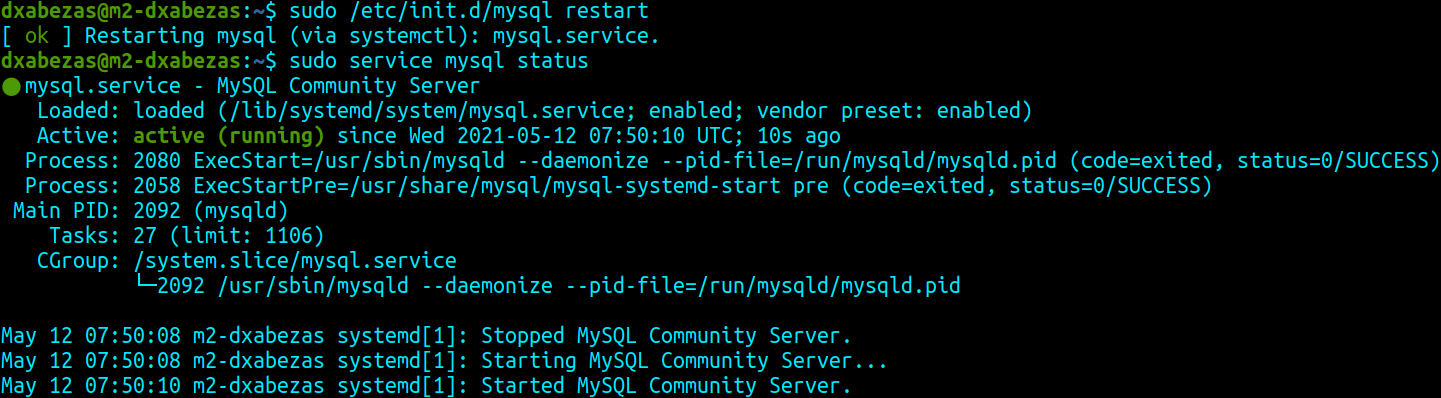 dxabezas@m2-dxabezas:~$ sudo /etc/init.d/mysql restart
[ ok ] Restarting mysql (via systemctl): mysql.service.
dxabezas@m2-dxabezas:~$ sudo service mysql status
● mysql.service - MySQL Community Server
   Loaded: loaded (/lib/systemd/system/mysql.service; enabled; vendor preset: enabled)
   Active: active (running) since Wed 2021-05-12 07:50:10 UTC; 10s ago
  Process: 2080 ExecStart=/usr/sbin/mysqld --daemonize --pid-file=/run/mysqld/mysqld.pid (code=exited, status=0/SUCCESS)
  Process: 2058 ExecStartPre=/usr/share/mysql/mysql-systemd-start pre (code=exited, status=0/SUCCESS)
 Main PID: 2092 (mysqld)
    Tasks: 27 (limit: 1106)
   CGroup: /system.slice/mysql.service
           └─2092 /usr/sbin/mysqld --daemonize --pid-file=/run/mysqld/mysqld.pid

May 12 07:50:08 m2-dxabezas systemd[1]: Stopped MySQL Community Server.
May 12 07:50:08 m2-dxabezas systemd[1]: Starting MySQL Community Server...
May 12 07:50:10 m2-dxabezas systemd[1]: Started MySQL Community Server.